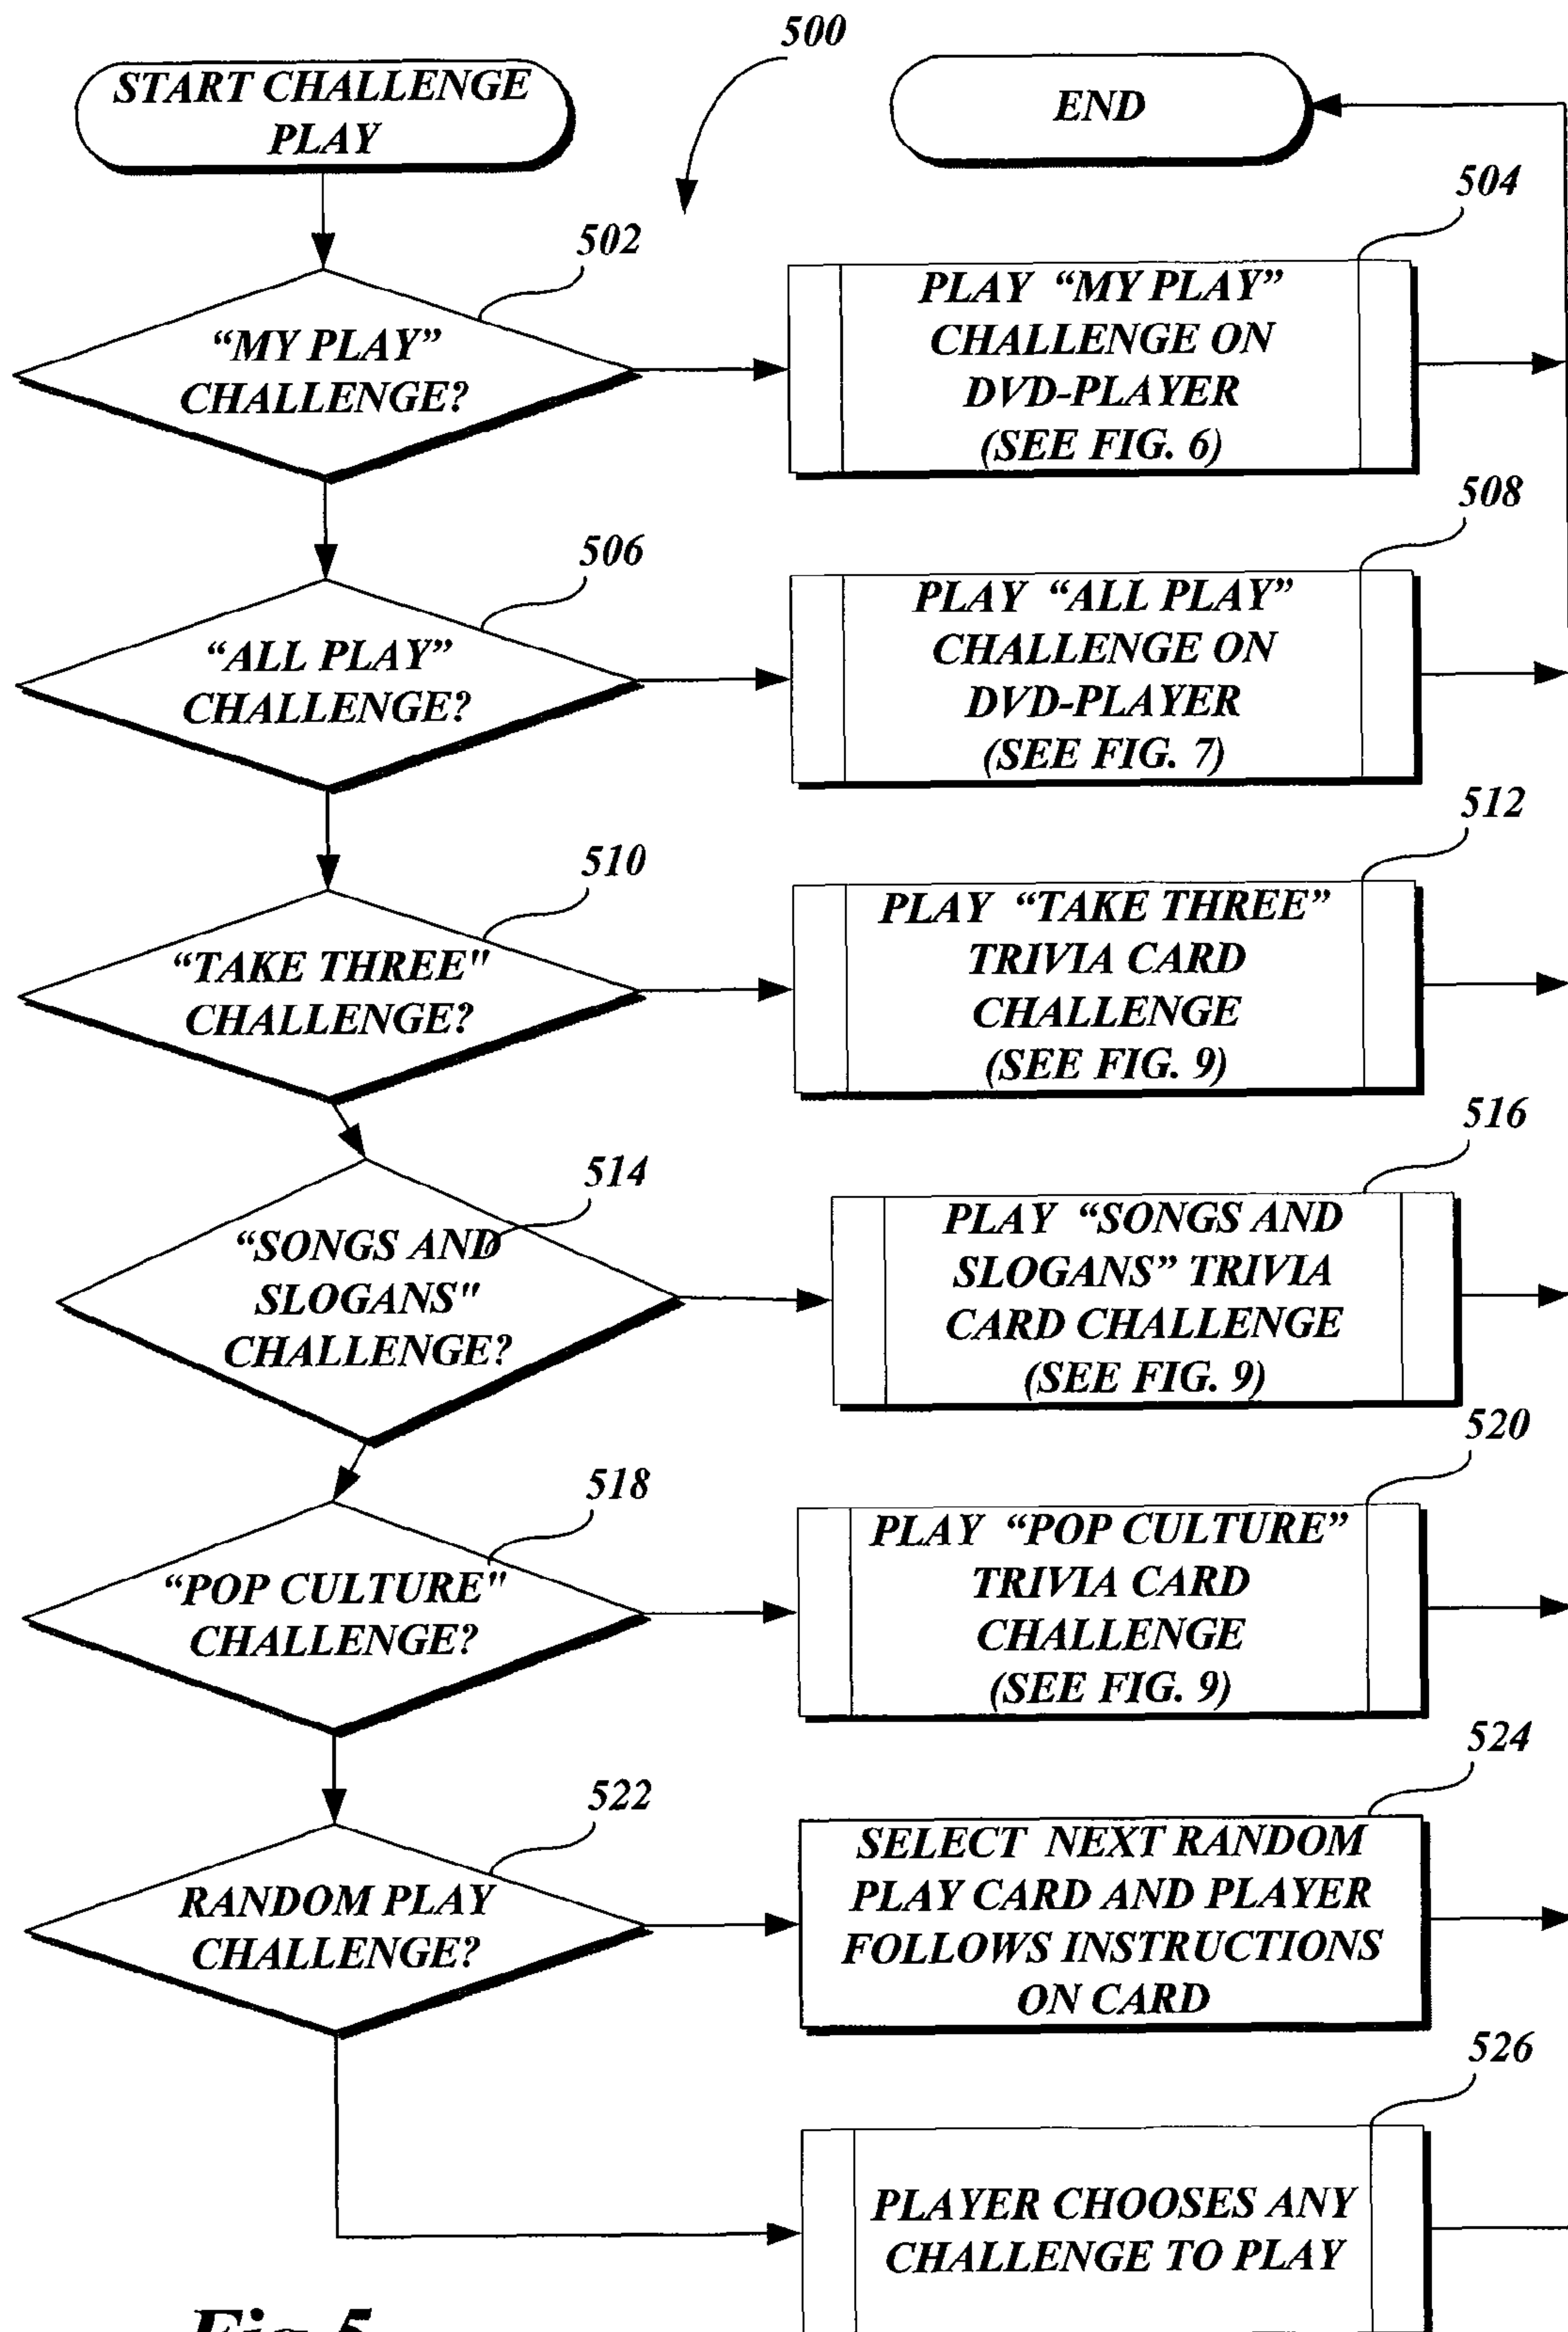 500
START CHALLENGE
PLAY
END
502
504
“MY PLAY”
CHALLENGE?
PLAY “MY PLAY”
CHALLENGE ON
DVD-PLAYER
(SEE FIG. 6)
506
508
“ALL PLAY”
CHALLENGE?
PLAY “ALL PLAY”
CHALLENGE ON
DVD-PLAYER
(SEE FIG. 7)
510
512
“TAKE THREE"
CHALLENGE?
PLAY “TAKE THREE”
TRIVIA CARD
CHALLENGE
(SEE FIG. 9)
514
516
“SONGS AND
SLOGANS"
CHALLENGE?
PLAY “SONGS AND
SLOGANS” TRIVIA
CARD CHALLENGE
(SEE FIG. 9)
518
520
“POP CULTURE"
CHALLENGE?
PLAY “POP CULTURE”
TRIVIA CARD
CHALLENGE
(SEE FIG. 9)
522
524
RANDOM PLAY
CHALLENGE?
SELECT NEXT RANDOM
PLAY CARD AND PLAYER
FOLLOWS INSTRUCTIONS
ON CARD
526
PLAYER CHOOSES ANY
CHALLENGE TO PLAY
Fig.5